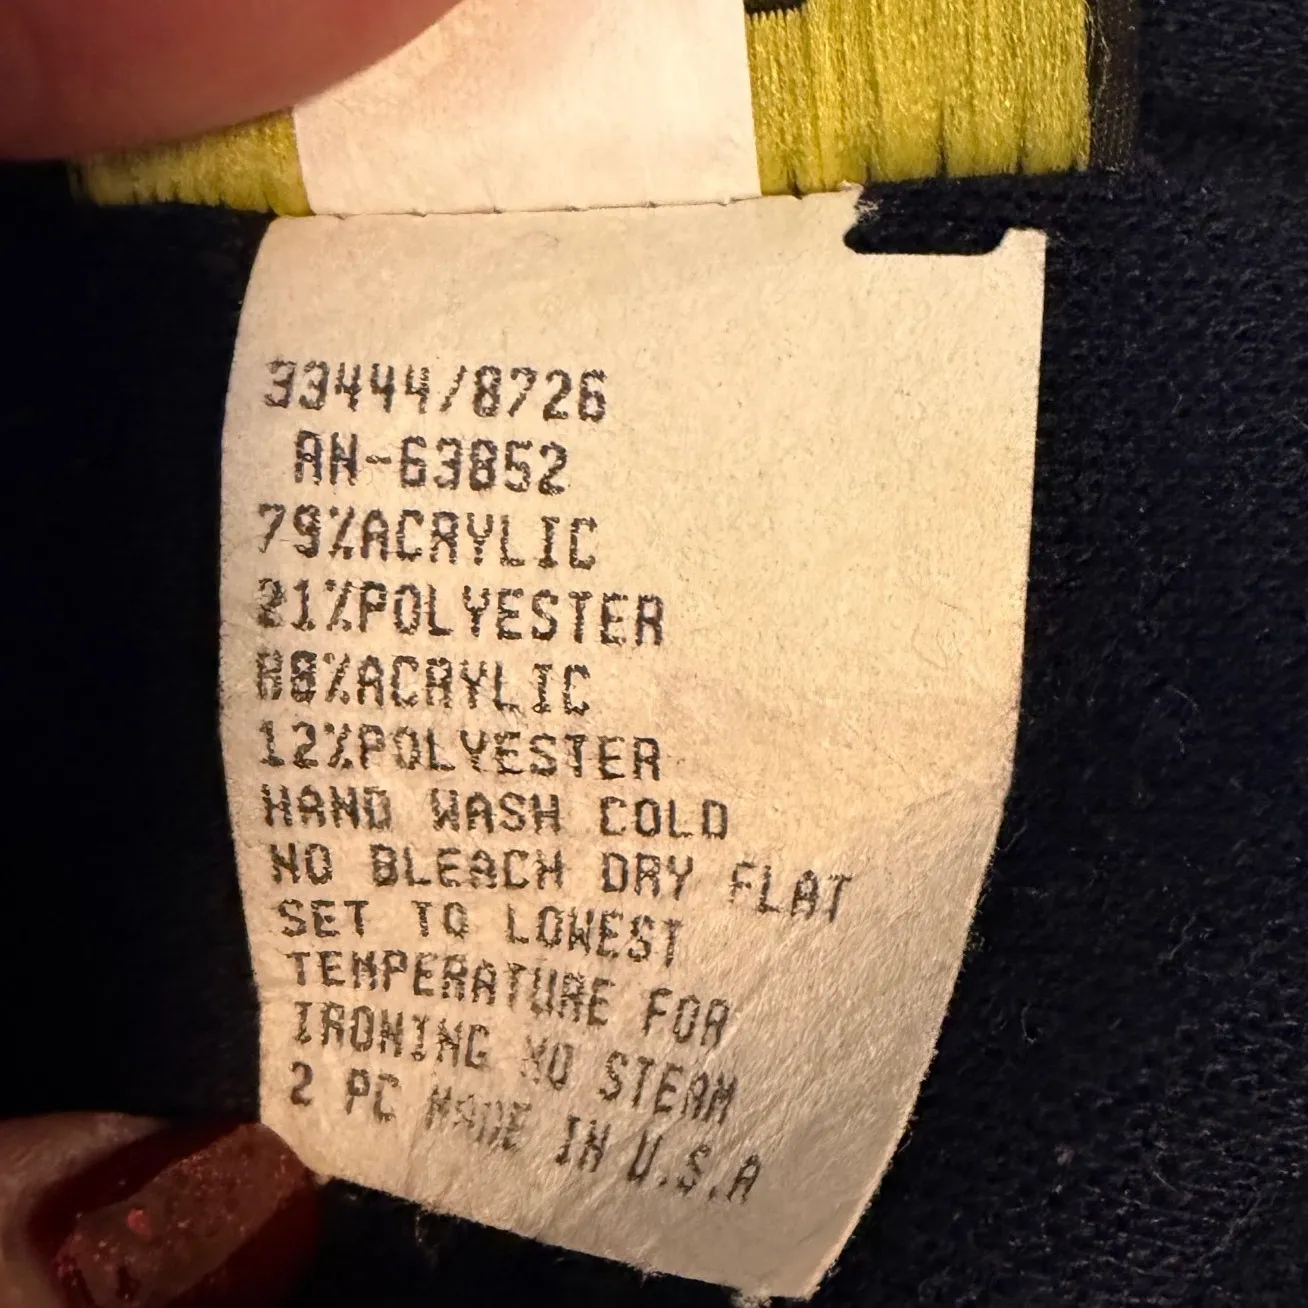 33444/8726
AN-63852
79%ACRYLIC
21%POLYESTER
88%ACRYLIC
12%POLYESTER
HAND WASH COLD
NO BLEACH DRY FLAT
SET TO LOWEST
TEMPERATURE FOR
IRONING NO STEAM
2 PC MADE IN U.S.A